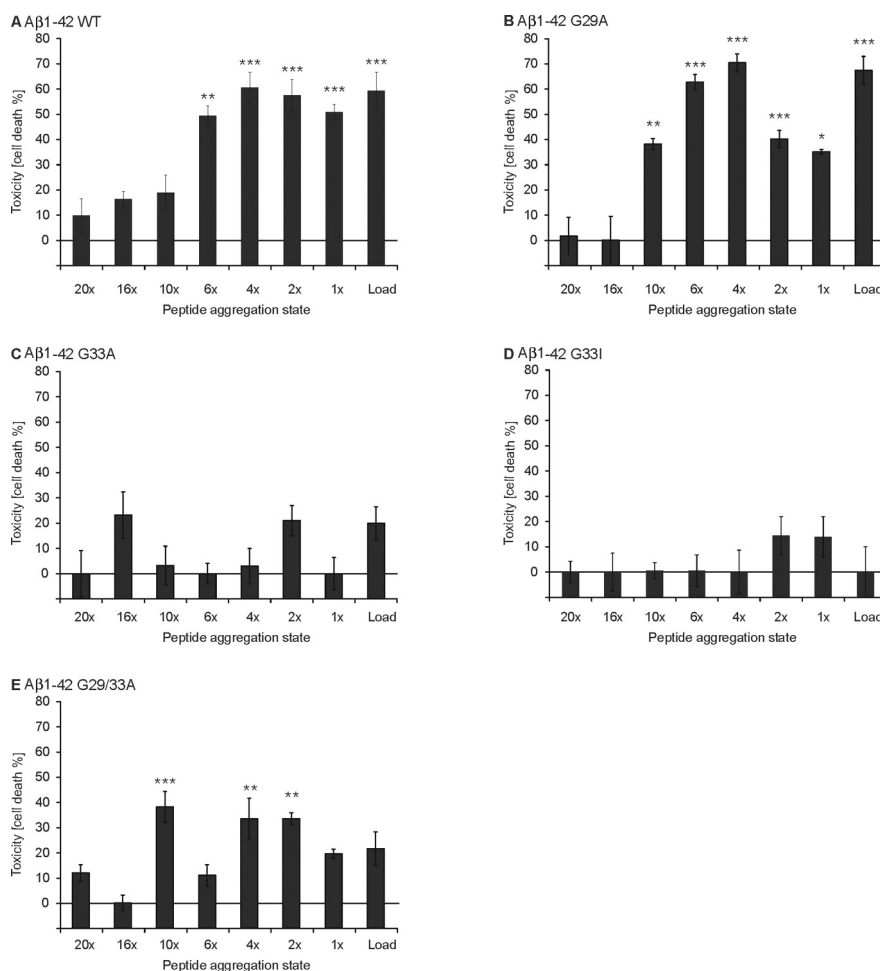 A Aβ1-42 WT
80
70
60
50
40
30
20
10
0
Toxicity [cell death %]
** *** *** *** ***
20x 16x 10x 6x 4x 2x 1x Load
Peptide aggregation state
B Aβ1-42 G29A
80
70
60
50
40
30
20
10
0
Toxicity [cell death %]
** *** *** *** * ***
20x 16x 10x 6x 4x 2x 1x Load
Peptide aggregation state
C Aβ1-42 G33A
80
70
60
50
40
30
20
10
0
Toxicity [cell death %]
20x 16x 10x 6x 4x 2x 1x Load
Peptide aggregation state
D Aβ1-42 G33I
80
70
60
50
40
30
20
10
0
Toxicity [cell death %]
20x 16x 10x 6x 4x 2x 1x Load
Peptide aggregation state
E Aβ1-42 G29/33A
80
70
60
50
40
30
20
10
0
Toxicity [cell death %]
*** ** **
20x 16x 10x 6x 4x 2x 1x Load
Peptide aggregation state